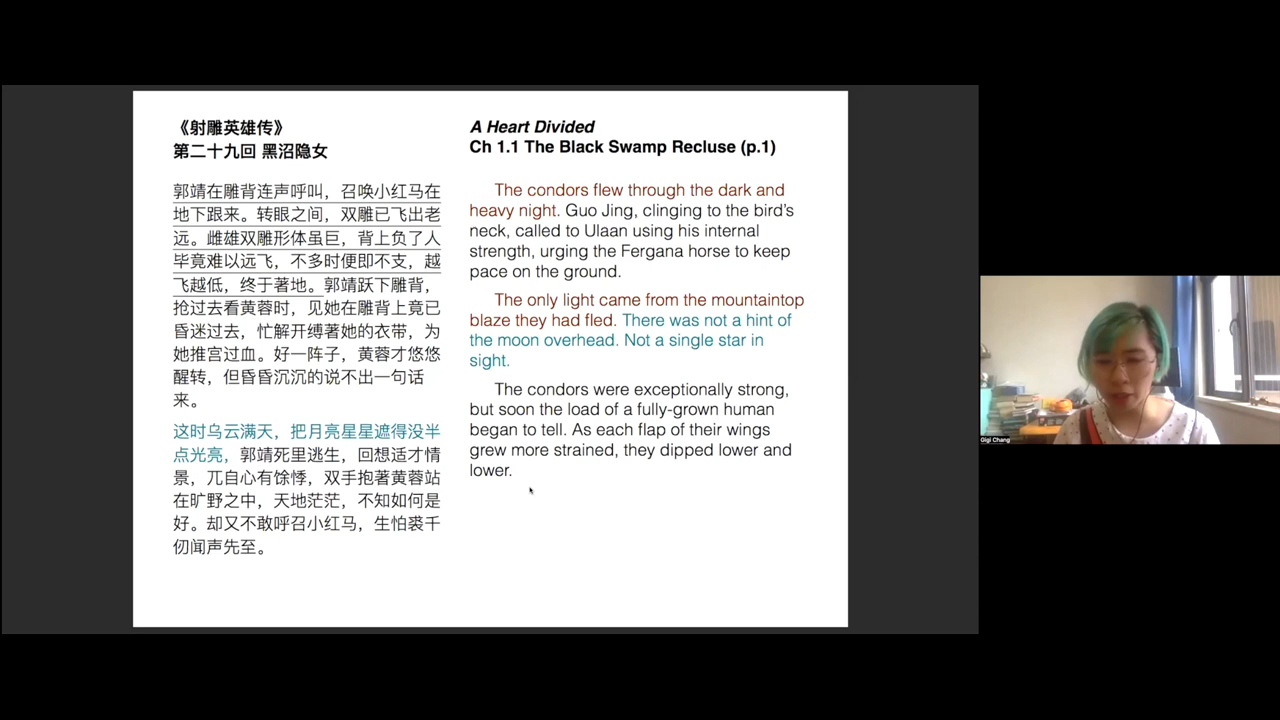 《射雕英雄传》
第二十九回 黑沼隐女
郭靖在雕背连声呼叫，召唤小红马在
地下跟来。转眼之间，双雕已飞出老
远。雌雄双雕形体虽巨，背上负了人
毕竟难以远飞，不多时便即不支，越
飞越低，终于著地。郭靖跃下雕背，
抢过去看黄蓉时，见她在雕背上竟已
昏迷过去，忙解开缚著她的衣带，为
她推宫过血。好一阵子，黄蓉才悠悠
醒转，但昏昏沉沉的说不出一句话
来。
这时乌云满天，把月亮星星遮得没半
点光亮，郭靖死里逃生，回想适才情
景，兀自心有馀悸，双手抱著黄蓉站
在旷野之中，天地茫茫，不知如何是
好。却又不敢呼召小红马，生怕裘千
仞闻声先至。
A Heart Divided
Ch 1.1 The Black Swamp Recluse (p.1)
The condors flew through the dark and
heavy night. Guo Jing, clinging to the bird's
neck, called to Ulaan using his internal
strength, urging the Fergana horse to keep
pace on the ground.
The only light came from the mountaintop
blaze they had fled. There was not a hint of
the moon overhead. Not a single star in
sight.
The condors were exceptionally strong,
but soon the load of a fully-grown human
began to tell. As each flap of their wings
grew more strained, they dipped lower and
lower.
Gigi Chang